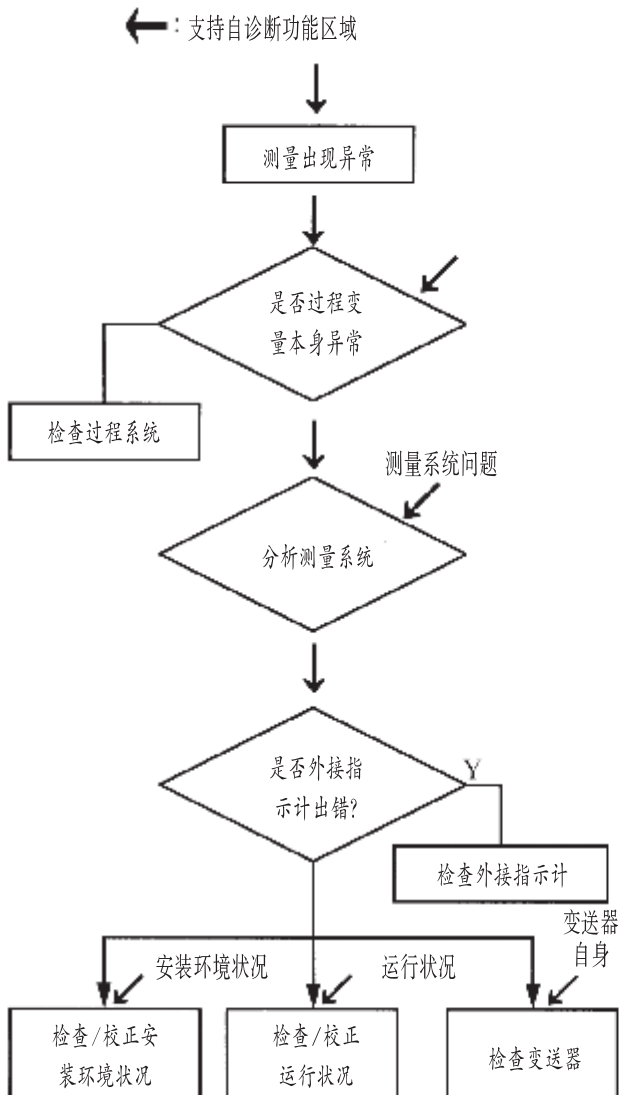 ：支持自诊断功能区域
测量出现异常
是否过程变
量本身异常
检查过程系统
测量系统问题
分析测量系统
是否外接指
示计出错?
Y
检查外接指示计
变送器
自身
安装环境状况
运行状况
检查/校正安
装环境状况
检查/校正
运行状况
检查变送器